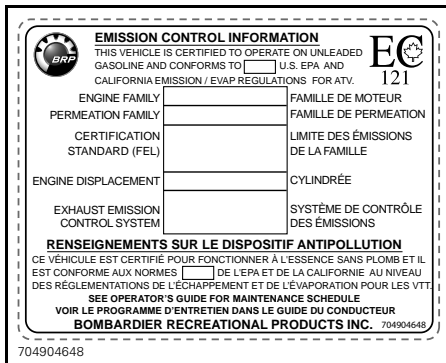 BRP
EMISSION CONTROL INFORMATION
THIS VEHICLE IS CERTIFIED TO OPERATE ON UNLEADED
GASOLINE AND CONFORMS TO U.S. EPA AND
CALIFORNIA EMISSION / EVAP REGULATIONS FOR ATV.
EC
121
ENGINE FAMILY FAMILLE DE MOTEUR
PERMEATION FAMILY FAMILLE DE PERMEATION
CERTIFICATION LIMITE DES ÉMISSIONS
STANDARD (FEL) DE LA FAMILLE
ENGINE DISPLACEMENT CYLINDRÉE
EXHAUST EMISSION SYSTÈME DE CONTRÔLE
CONTROL SYSTEM DES ÉMISSIONS
RENSEIGNEMENTS SUR LE DISPOSITIF ANTIPOLLUTION
CE VÉHICULE EST CERTIFIÉ POUR FONCTIONNER À L'ESSENCE SANS PLOMB ET IL
EST CONFORME AUX NORMES DE L'EPA ET DE LA CALIFORNIE AU NIVEAU
DES RÉGLEMENTATIONS DE L'ÉCHAPPEMENT ET DE L'ÉVAPORATION POUR LES VTT.
SEE OPERATOR'S GUIDE FOR MAINTENANCE SCHEDULE
VOIR LE PROGRAMME D'ENTRETIEN DANS LE GUIDE DU CONDUCTEUR
BOMBARDIER RECREATIONAL PRODUCTS INC. 704904648
704904648